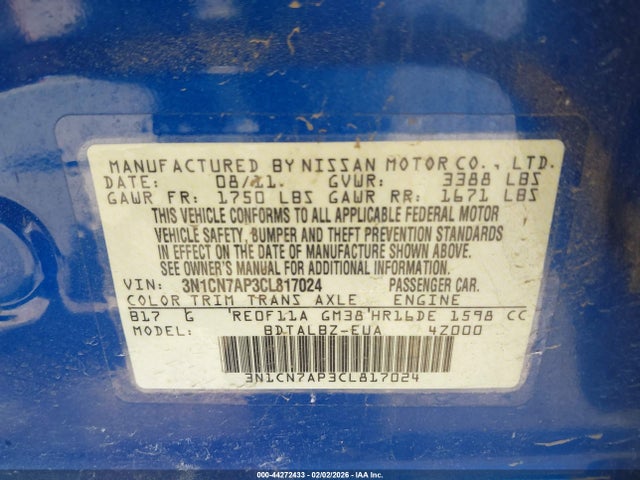 MANUFACTURED BY NISSAN MOTOR CO., LTD.
DATE: 08/11. GVWR: 3388 LBS
GAWR FR: 1750 LBS GAWR RR: 1671 LBS
THIS VEHICLE CONFORMS TO ALL APPLICABLE FEDERAL MOTOR
VEHICLE SAFETY, BUMPER AND THEFT PREVENTION STANDARDS
IN EFFECT ON THE DATE OF MANUFACTURE SHOWN ABOVE.
SEE OWNER'S MANUAL FOR ADDITIONAL INFORMATION.
VIN: 3N1CN7AP3CL817024 PASSENGER CAR.
COLOR TRIM TRANS AXLE ENGINE
B17 G RE0F11A GM38 HR16DE 1598 CC
MODEL: BDTALBZ-EUA 4Z000
3N1CN7AP3CL817024
000-44272433 - 02/02/2026 - IAA Inc.